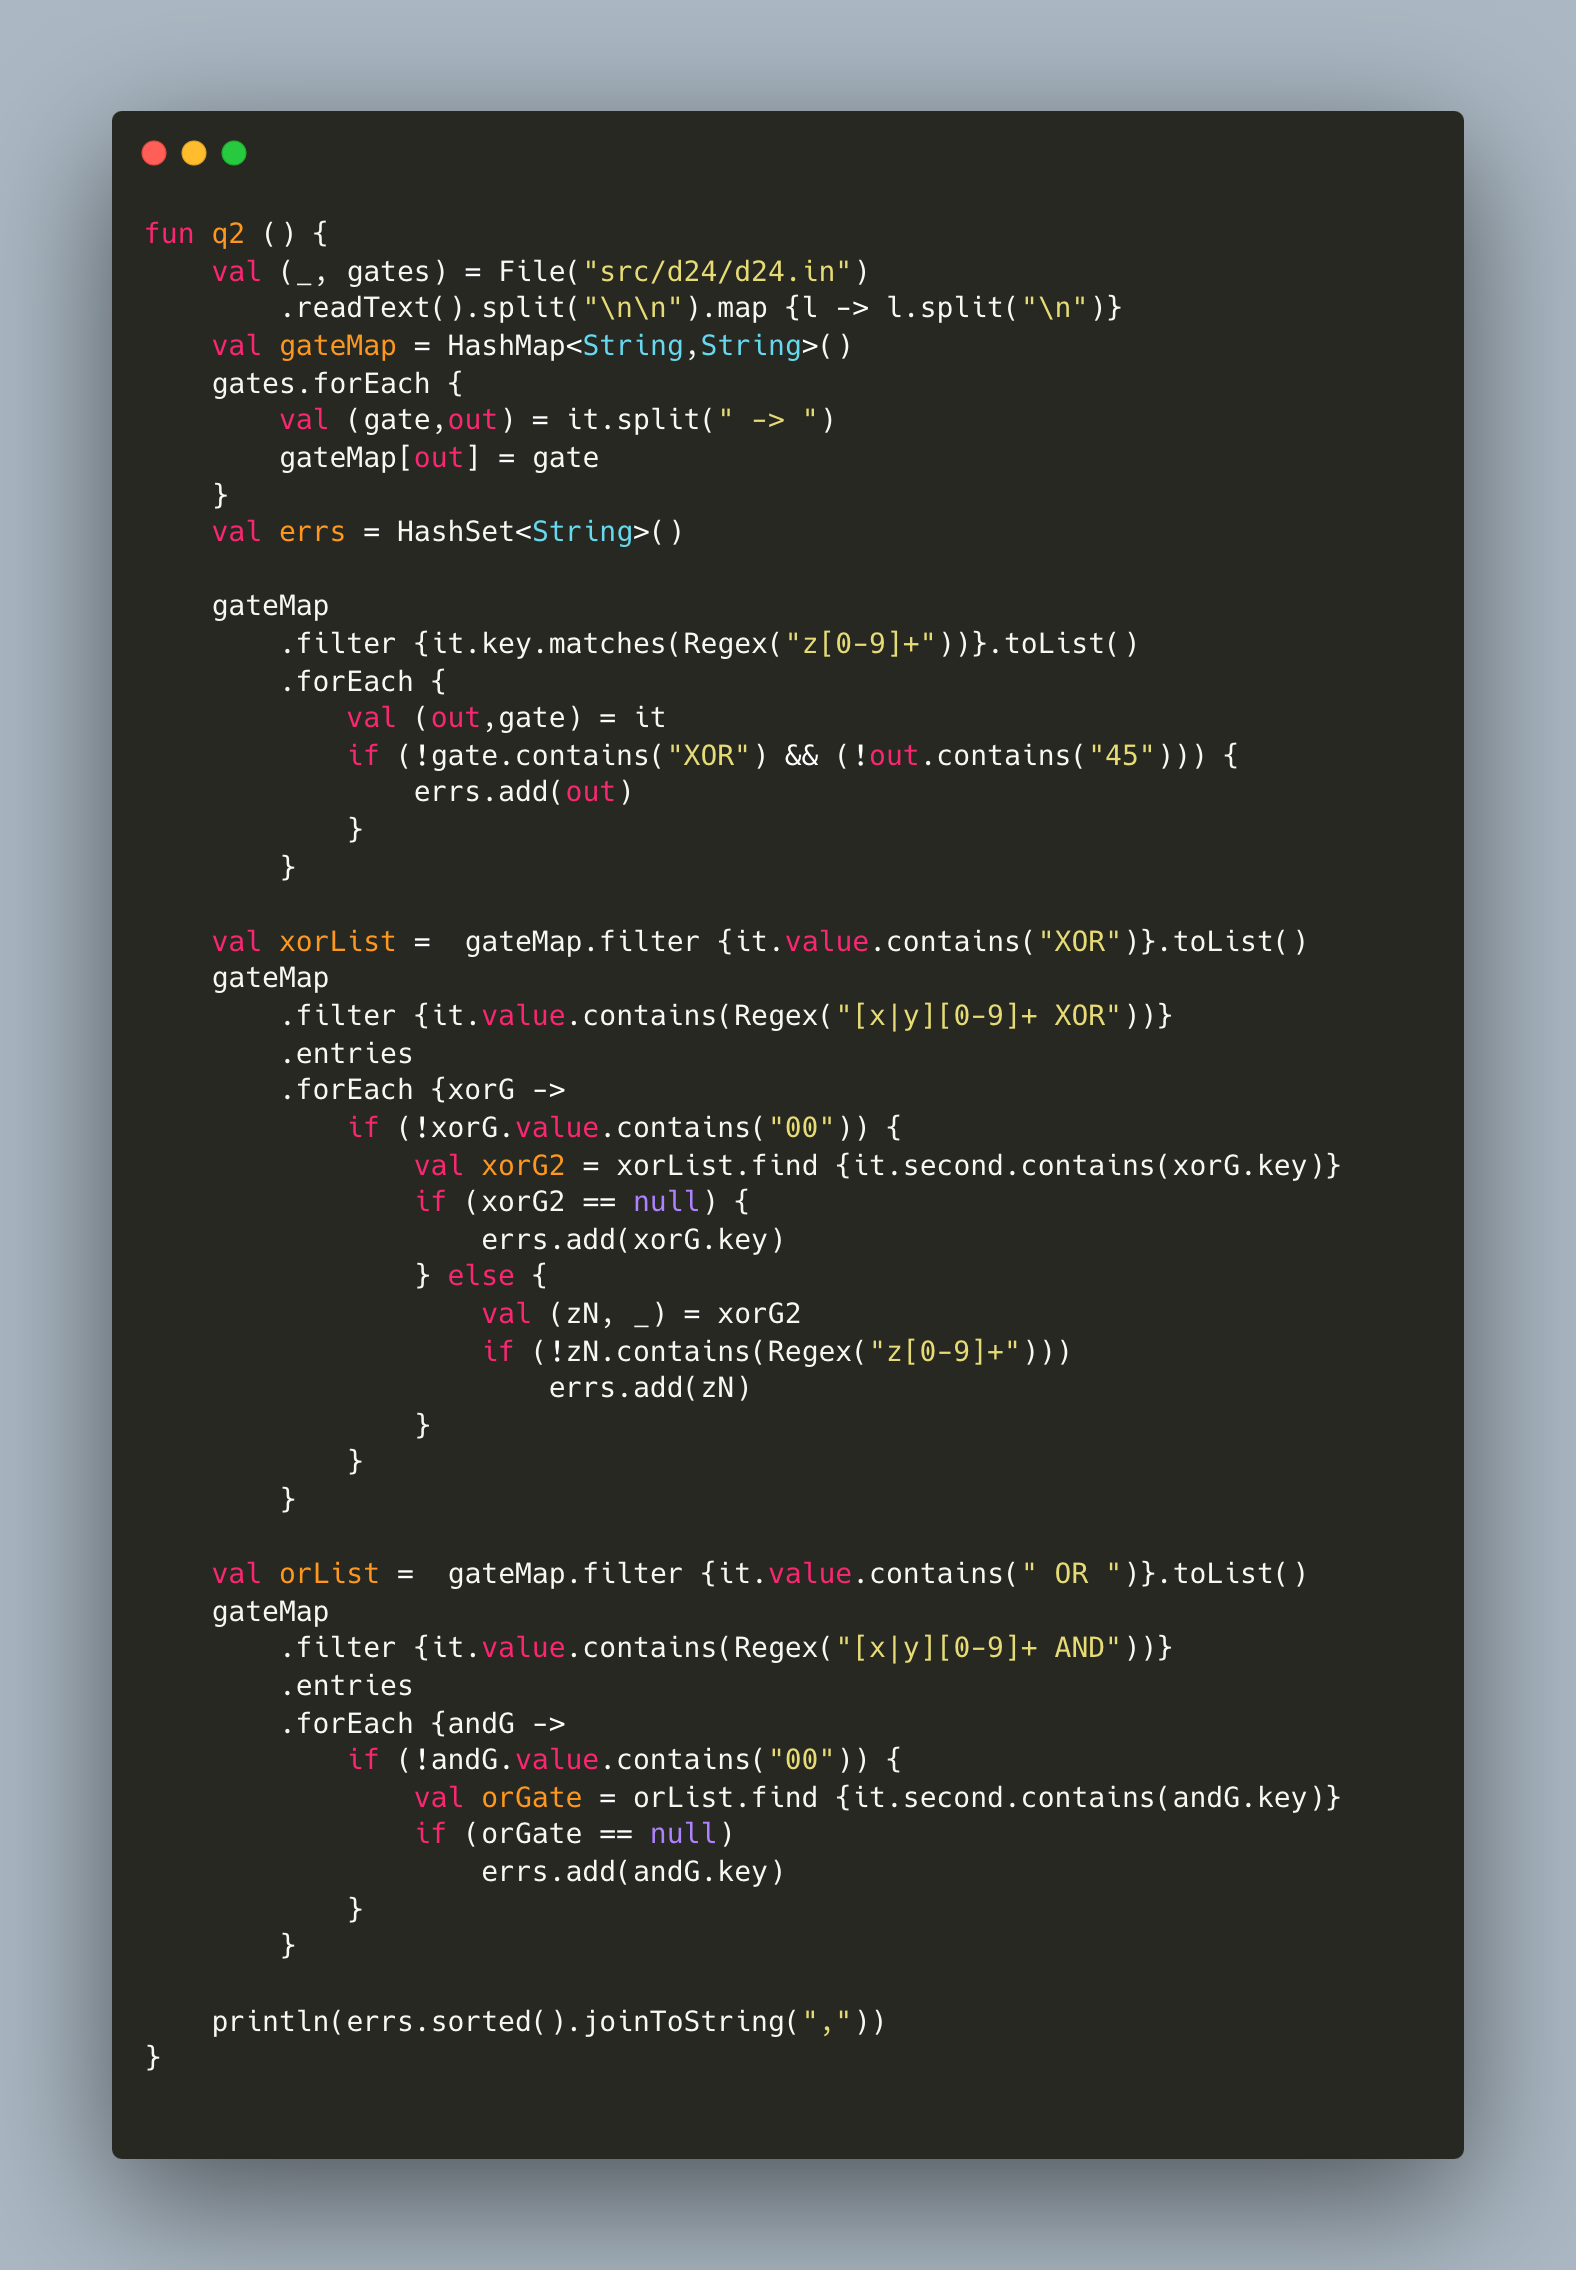 fun q2 () {
    val (_, gates) = File("src/d24/d24.in")
        .readText().split("\n\n").map {l -> l.split("\n")}
    val gateMap = HashMap<String,String>()
    gates.forEach {
        val (gate,out) = it.split(" -> ")
        gateMap[out] = gate
    }
    val errs = HashSet<String>()

    gateMap
        .filter {it.key.matches(Regex("z[0-9]+"))}.toList()
        .forEach {
            val (out,gate) = it
            if (!gate.contains("XOR") && (!out.contains("45"))) {
                errs.add(out)
            }
        }

    val xorList =  gateMap.filter {it.value.contains("XOR")}.toList()
    gateMap
        .filter {it.value.contains(Regex("[x|y][0-9]+ XOR"))}
        .entries
        .forEach {xorG ->
            if (!xorG.value.contains("00")) {
                val xorG2 = xorList.find {it.second.contains(xorG.key)}
                if (xorG2 == null) {
                    errs.add(xorG.key)
                } else {
                    val (zN, _) = xorG2
                    if (!zN.contains(Regex("z[0-9]+")))
                        errs.add(zN)
                }
            }
        }

    val orList =  gateMap.filter {it.value.contains(" OR ")}.toList()
    gateMap
        .filter {it.value.contains(Regex("[x|y][0-9]+ AND"))}
        .entries
        .forEach {andG ->
            if (!andG.value.contains("00")) {
                val orGate = orList.find {it.second.contains(andG.key)}
                if (orGate == null)
                    errs.add(andG.key)
            }
        }

    println(errs.sorted().joinToString(","))
}